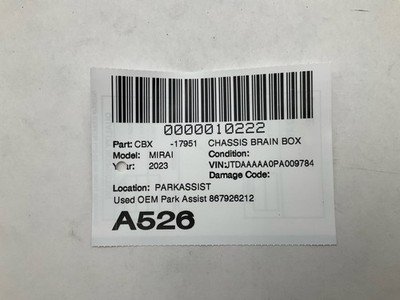 0000010222
Part: CBX -17951 CHASSIS BRAIN BOX
Model: MIRAI Condition:
Year: 2023 VIN:JTDAAAAA0PA009784
Damage Code:
Location: PARKASSIST
Used OEM Park Assist 867926212
A526